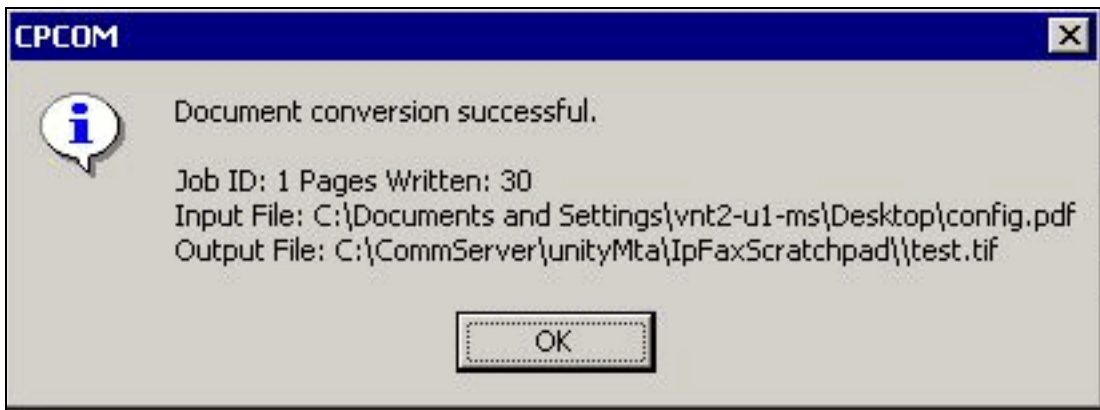 CPCOM
Document conversion successful.
Job ID: 1 Pages Written: 30
Input File: C:\Documents and Settings\vnt2-u1-ms\Desktop\config.pdf
Output File: C:\CommServer\unityMta\IpFaxScratchpad\\test.tif
OK